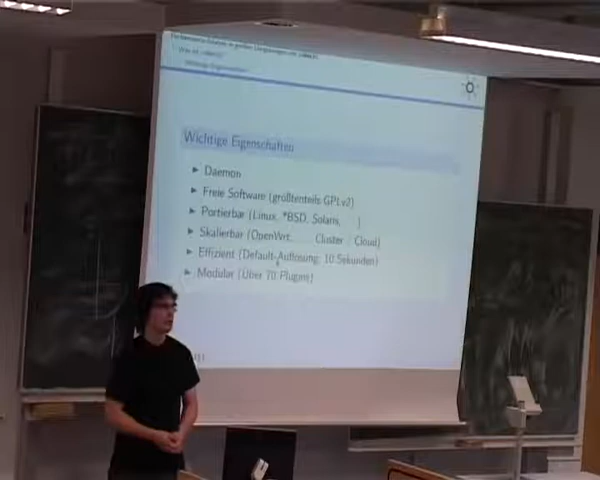 Wichtige Eigenschaften
Daemon
Freie Software (größtenteils GPLv2)
Portierbar (Linux, *BSD, Solaris, ...)
Skalierbar (OpenWrt, ... Cluster / Cloud)
Effizient (Default-Auflösung: 10 Sekunden)
Modular (Über 70 Plugins)